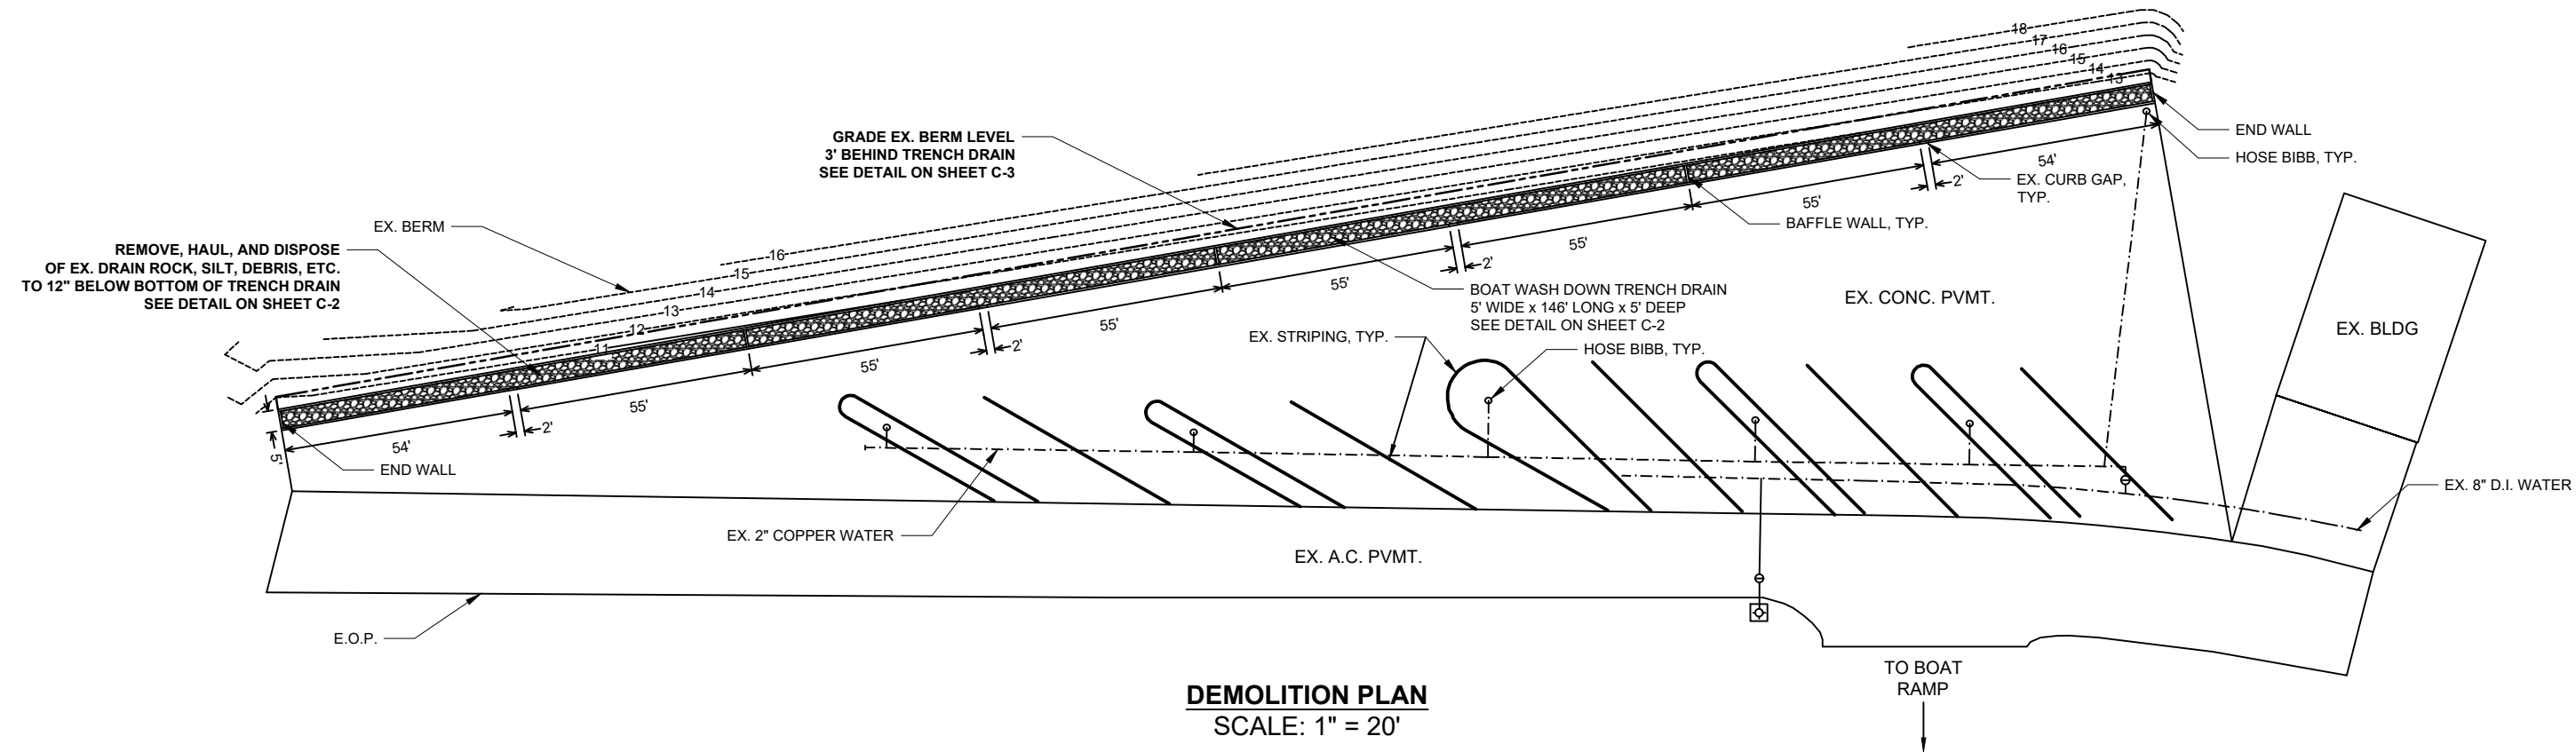 18
17
16
15
14
13
GRADE EX. BERM LEVEL
3' BEHIND TRENCH DRAIN
SEE DETAIL ON SHEET C-3
END WALL
HOSE BIBB, TYP.
54'
2'
EX. CURB GAP,
TYP.
55'
BAFFLE WALL, TYP.
EX. BERM
REMOVE, HAUL, AND DISPOSE
OF EX. DRAIN ROCK, SILT, DEBRIS, ETC.
TO 12" BELOW BOTTOM OF TRENCH DRAIN
SEE DETAIL ON SHEET C-2
16
15
14
13
12
11
55'
2'
55'
BOAT WASH DOWN TRENCH DRAIN
5' WIDE x 146' LONG x 5' DEEP
SEE DETAIL ON SHEET C-2
EX. CONC. PVMT.
EX. BLDG
EX. STRIPING, TYP.
HOSE BIBB, TYP.
55'
2'
55'
55'
2'
54'
5'
END WALL
EX. 8" D.I. WATER
EX. 2" COPPER WATER
EX. A.C. PVMT.
E.O.P.
TO BOAT
RAMP
DEMOLITION PLAN
SCALE: 1" = 20'